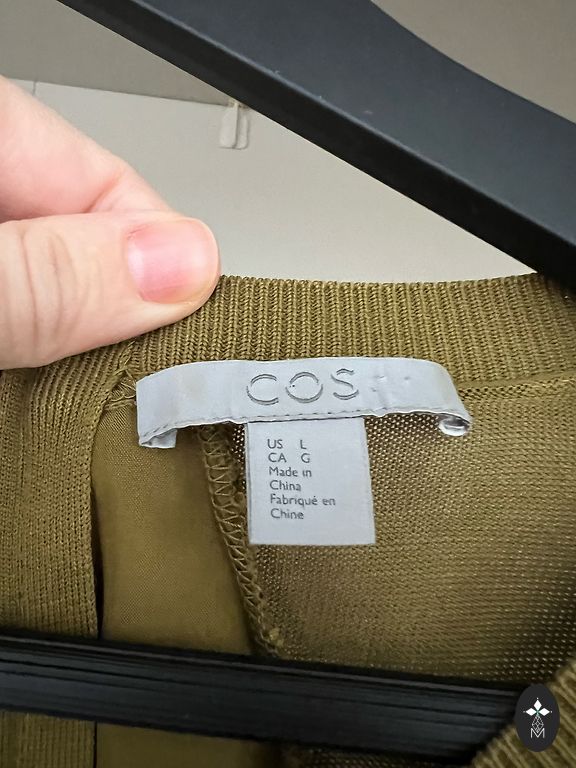 COS
US L
CA G
Made in
China
Fabriqué en
Chine
M